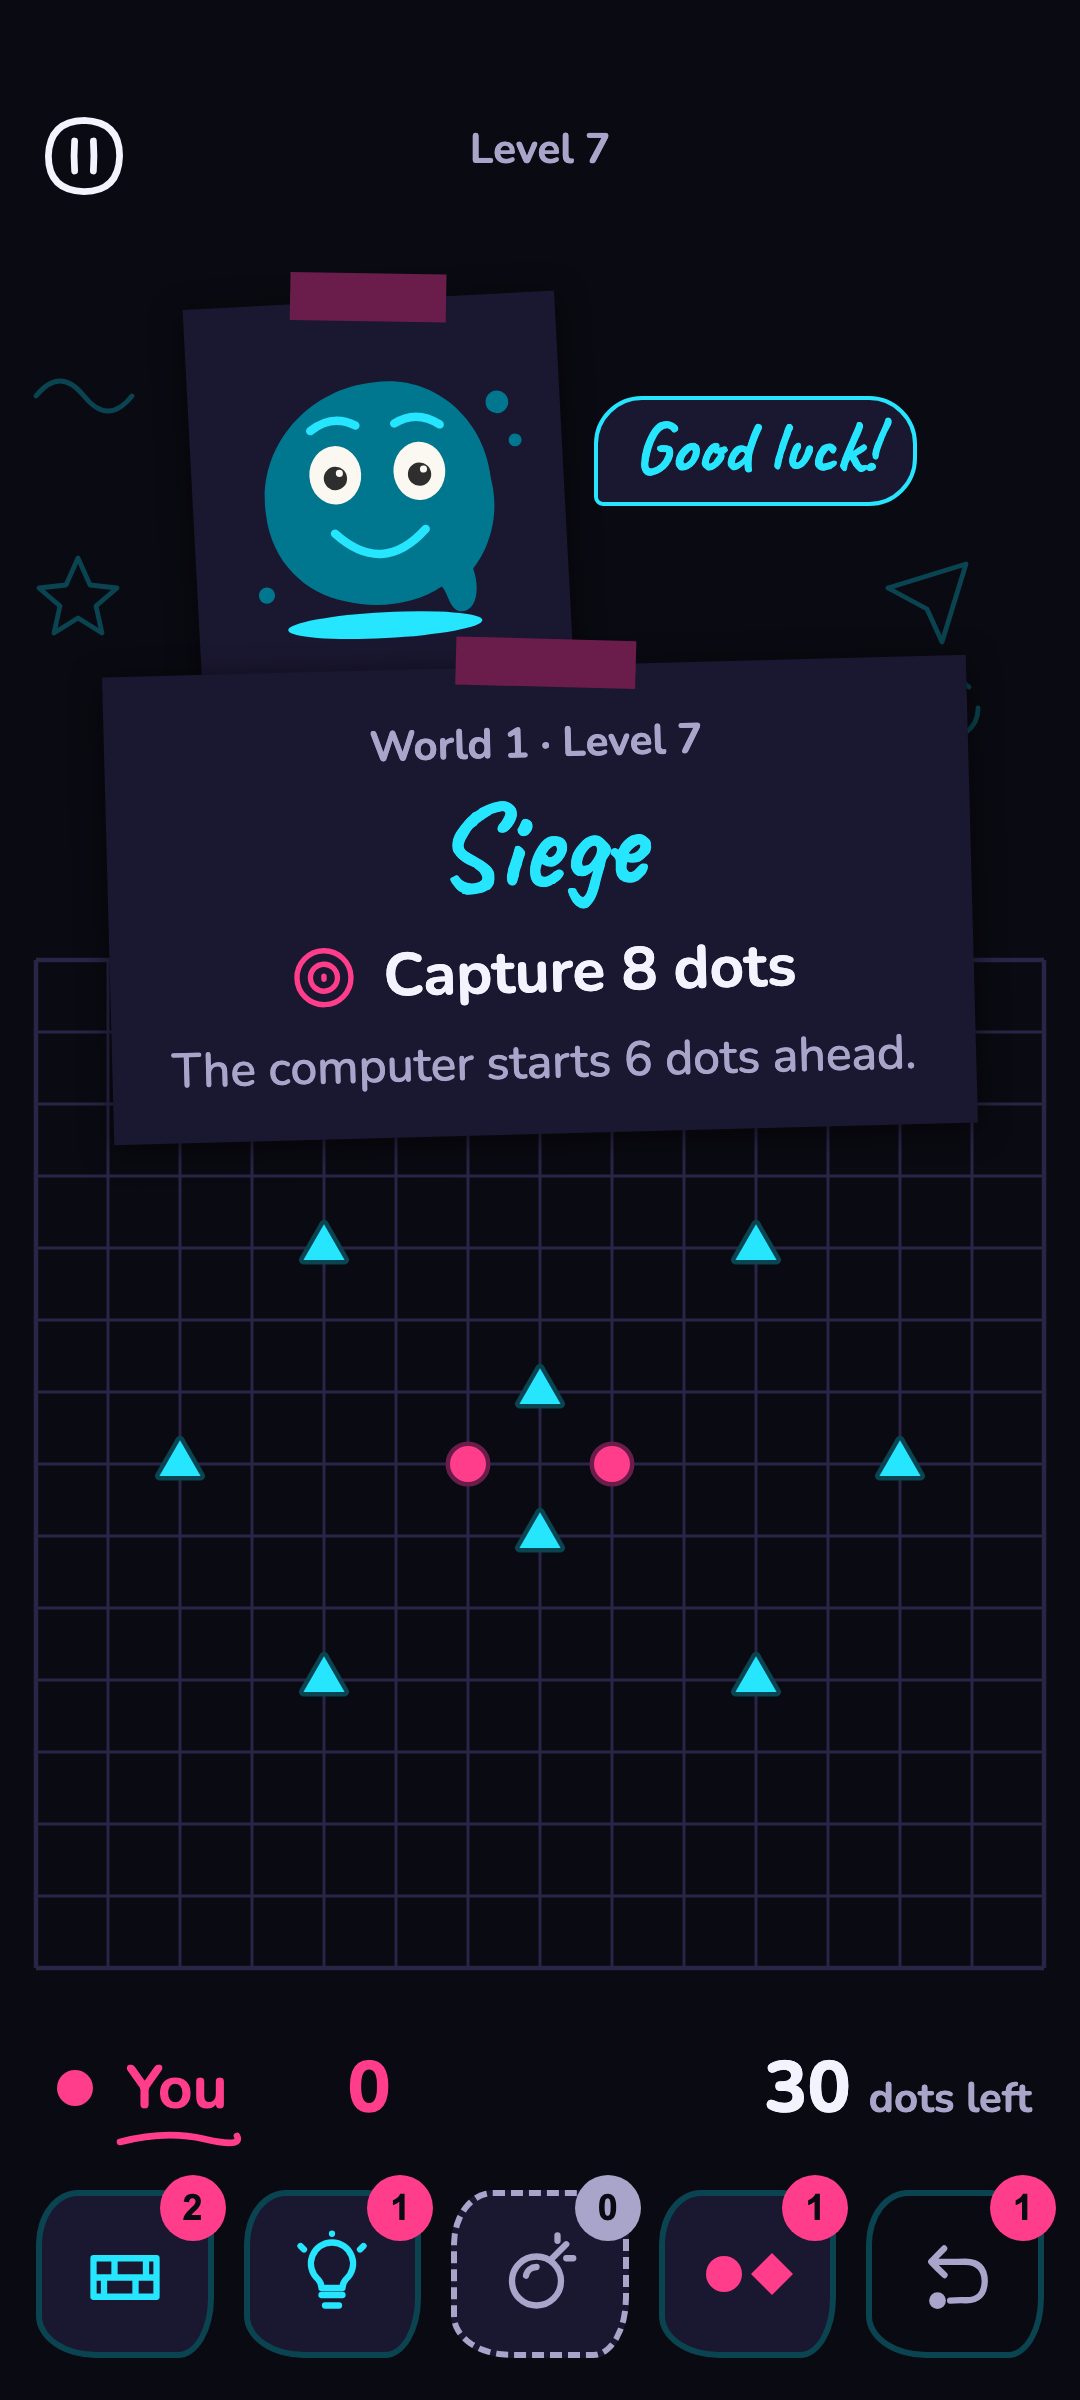 Level 7
Good luck!
World 1 · Level 7
Siege
Capture 8 dots
The computer starts 6 dots ahead.
You 0 30 dots left
2 1 0 1 1